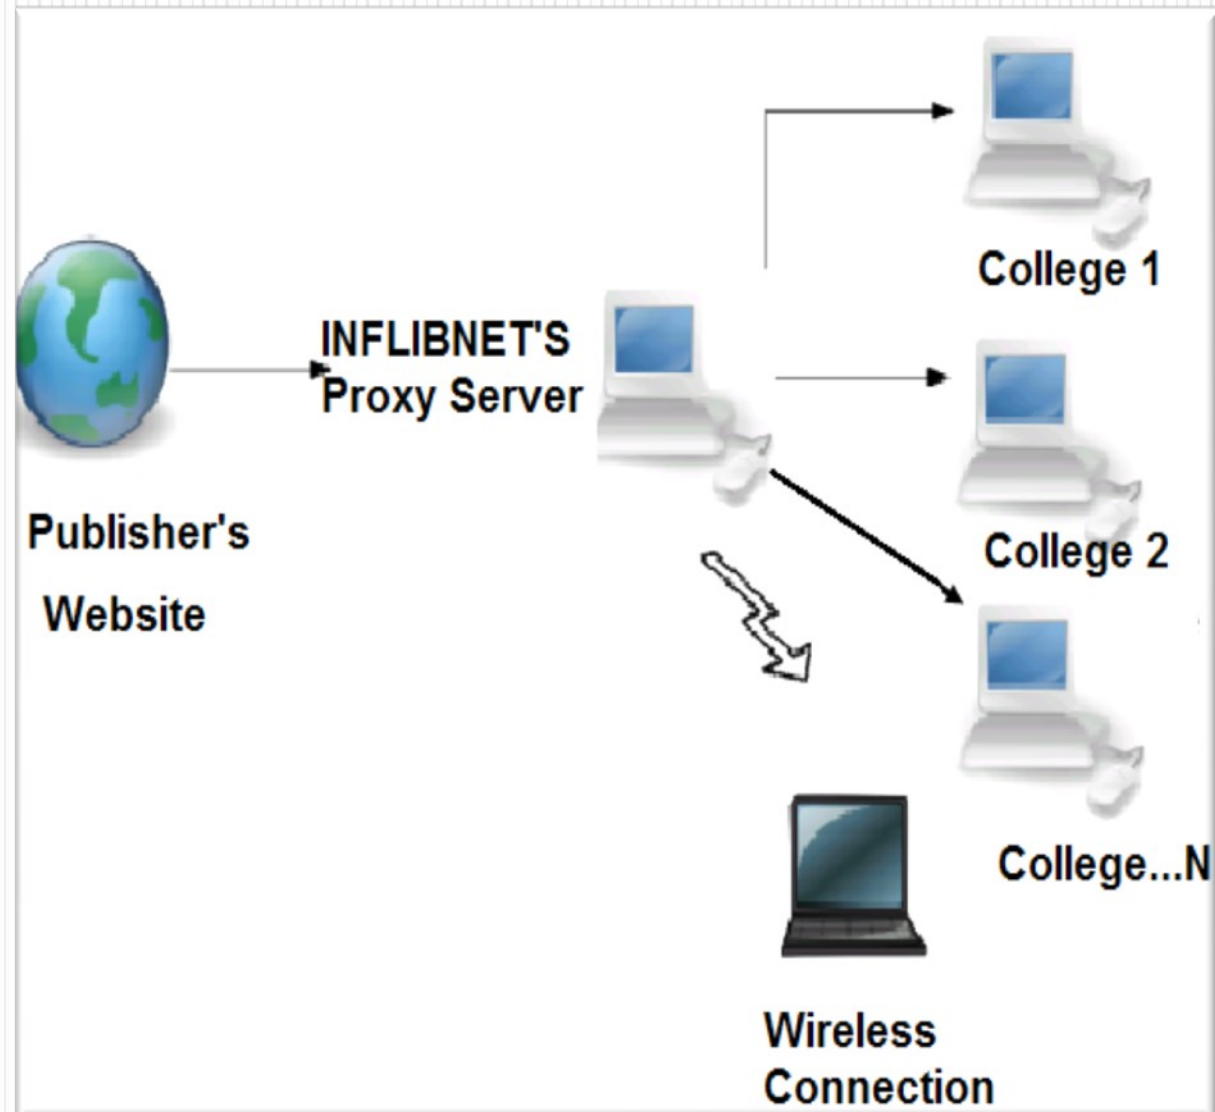 College 1
INFLIBNET'S
Proxy Server
Publisher's
Website
College 2
College...N
Wireless
Connection